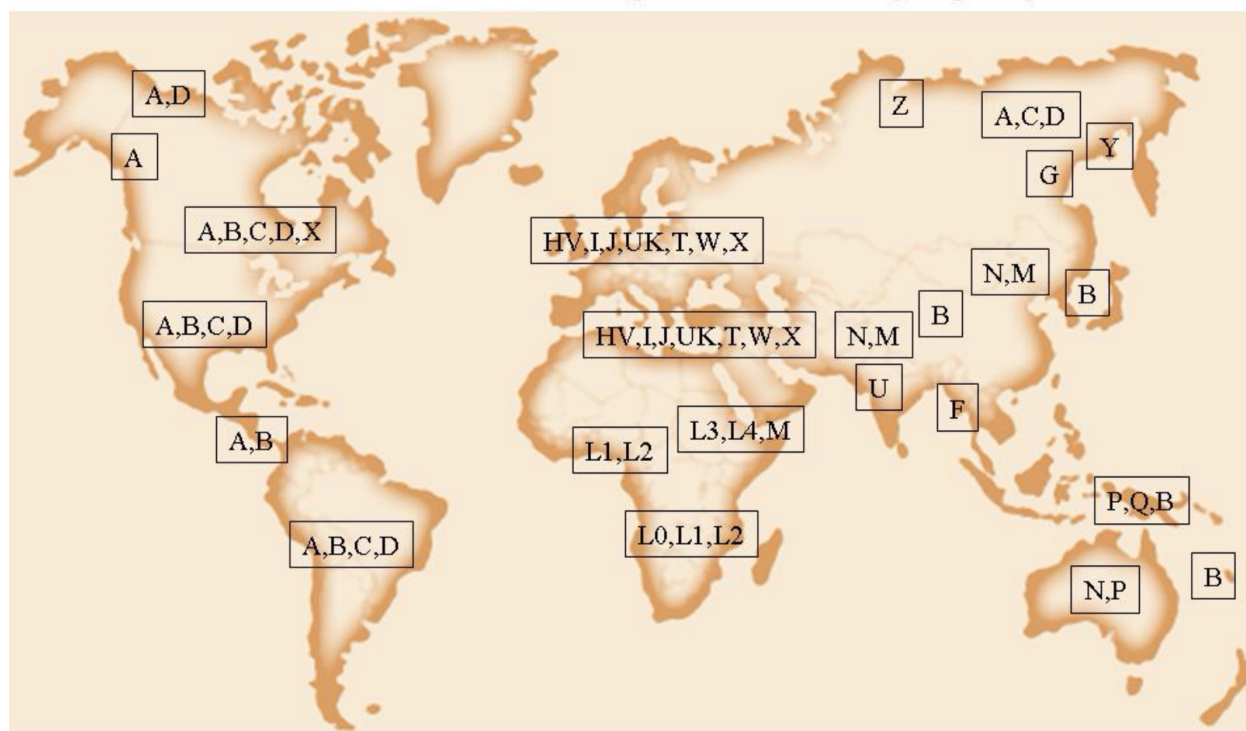 A,D
Z
A,C,D
A
Y
G
A,B,C,D,X
HV,I,J,UK,T,W,X
N,M
B
A,B,C,D
HV,I,J,UK,T,W,X
N,M
B
U
F
A,B
L1,L2
L3,L4,M
P,Q,B
A,B,C,D
L0,L1,L2
N,P
B